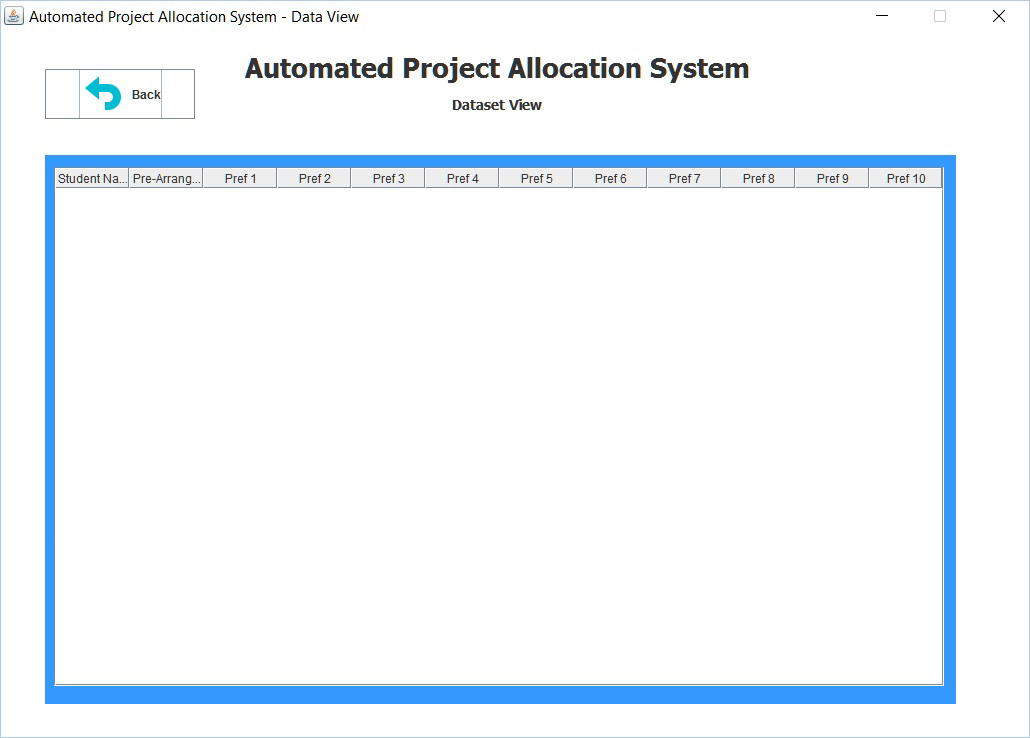 Automated Project Allocation System - Data View
Automated Project Allocation System
Back
Dataset View
Student Na... Pre-Arrang... Pref 1 Pref 2 Pref 3 Pref 4 Pref 5 Pref 6 Pref 7 Pref 8 Pref 9 Pref 10